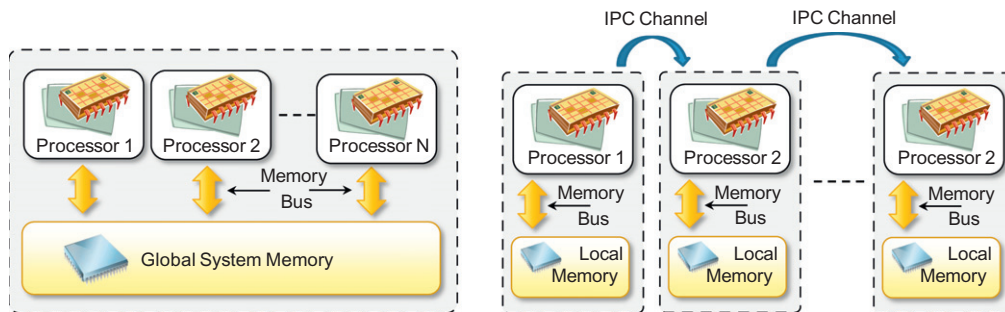 IPC Channel
IPC Channel
Processor 1
Processor 2
Processor N
Memory
Bus
Global System Memory
Processor 1
Processor 2
Processor 2
Memory
Bus
Memory
Bus
Memory
Bus
Local
Memory
Local
Memory
Local
Memory